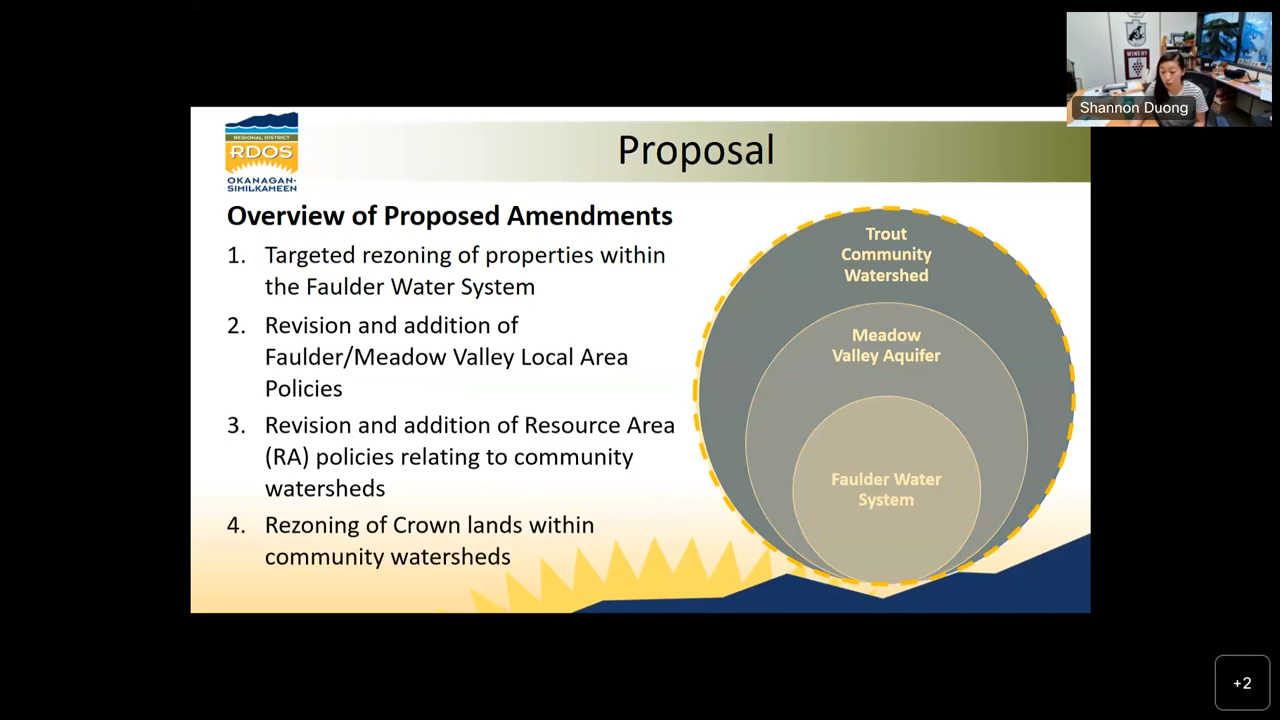 Shannon Duong
WINERY
REGIONAL DISTRICT
RDOS
OKANAGAN-
SIMILKAMEEN
Proposal
Overview of Proposed Amendments
1. Targeted rezoning of properties within
the Faulder Water System
2. Revision and addition of
Faulder/Meadow Valley Local Area
Policies
3. Revision and addition of Resource Area
(RA) policies relating to community
watersheds
4. Rezoning of Crown lands within
community watersheds
Trout
Community
Watershed
Meadow
Valley Aquifer
Faulder Water
System
+2